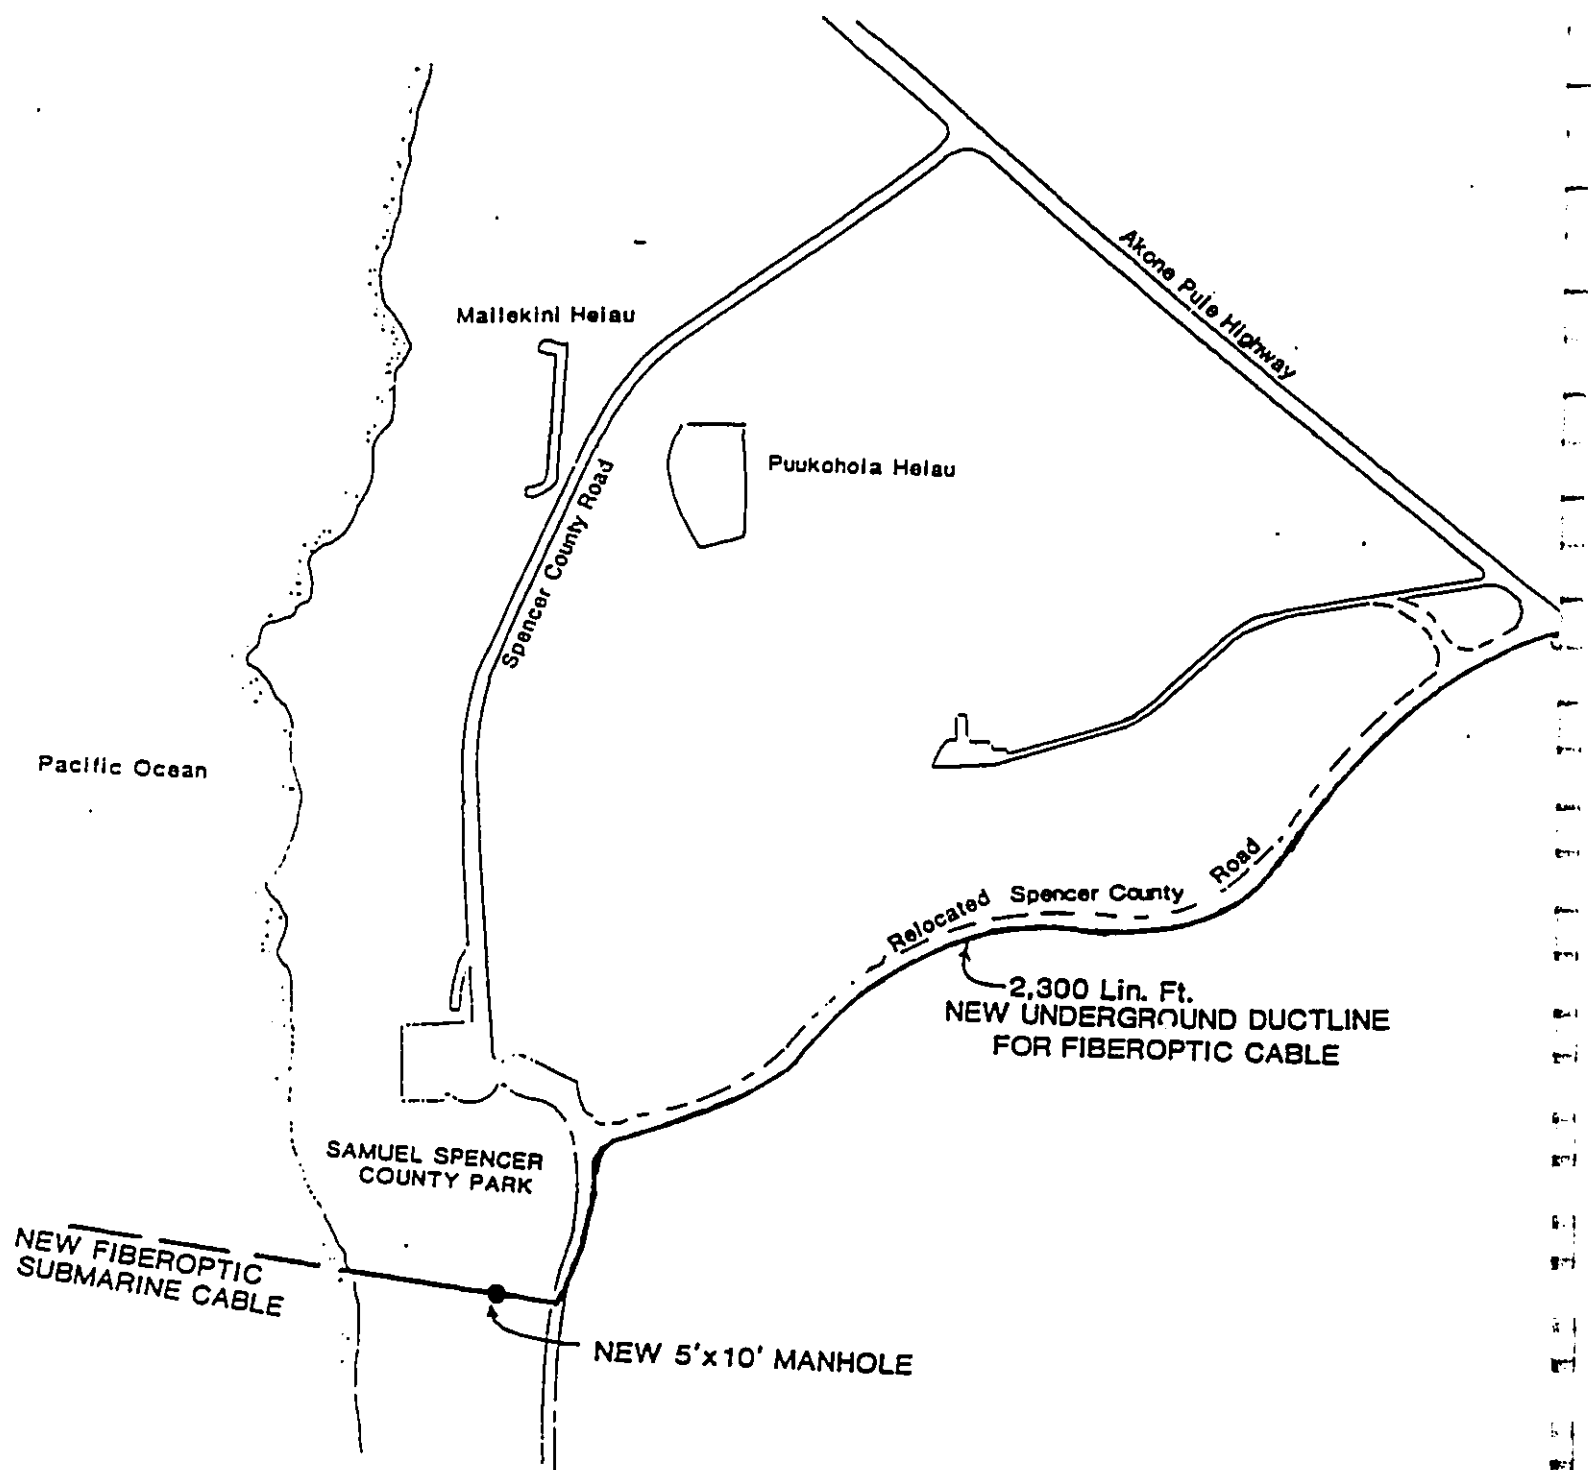 Akone Pule Highway
Mailekini Heiau
Puukohola Heiau
Spencer County Road
Pacific Ocean
Relocated Spencer County Road
2,300 Lin. Ft.
NEW UNDERGROUND DUCTLINE
FOR FIBEROPTIC CABLE
SAMUEL SPENCER
COUNTY PARK
NEW FIBEROPTIC
SUBMARINE CABLE
NEW 5'x10' MANHOLE